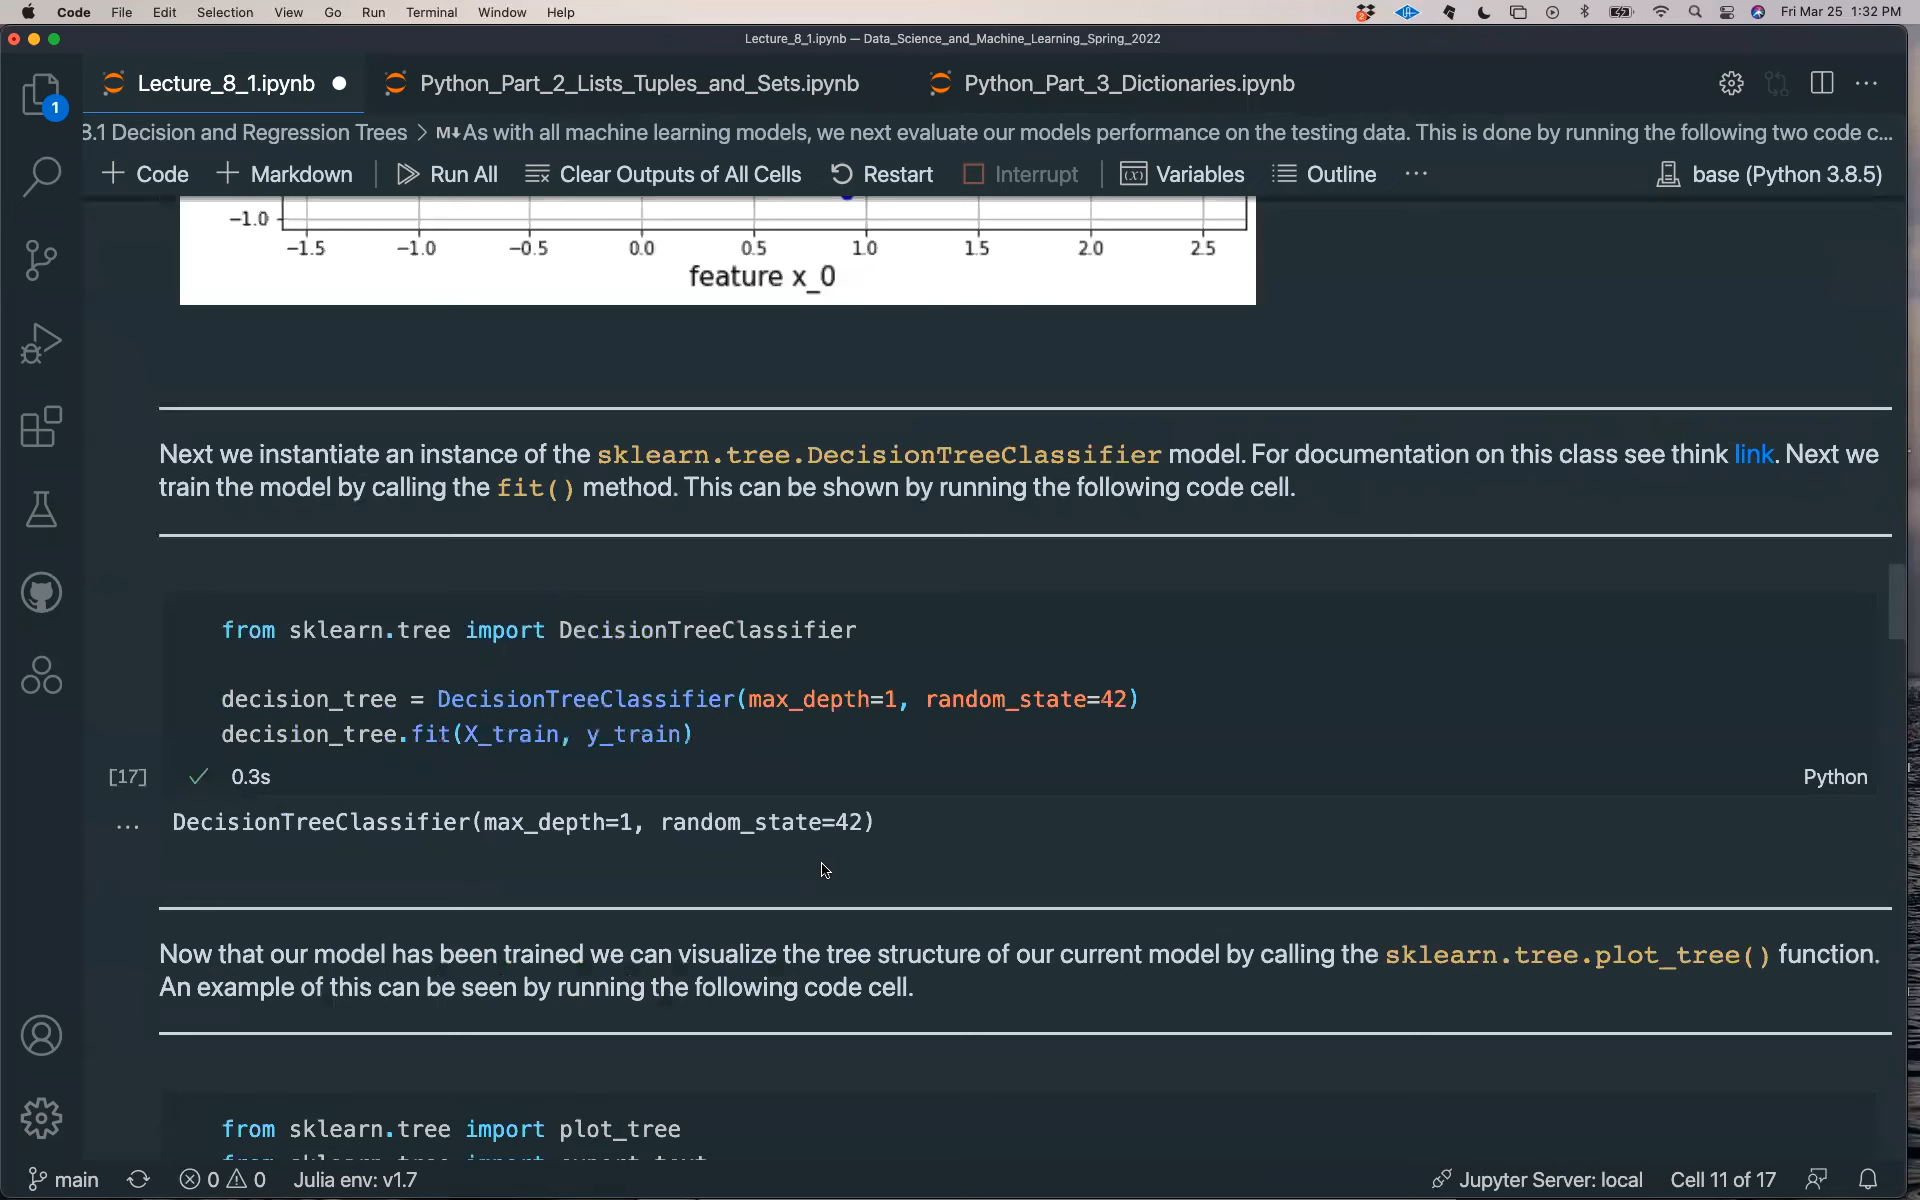 Code File Edit Selection View Go Run Terminal Window Help
2
Fri Mar 25 1:32 PM
Lecture_8_1.ipynb — Data_Science_and_Machine_Learning_Spring_2022
Lecture_8_1.ipynb Python_Part_2_Lists_Tuples_and_Sets.ipynb Python_Part_3_Dictionaries.ipynb
1
8.1 Decision and Regression Trees > M↓As with all machine learning models, we next evaluate our models performance on the testing data. This is done by running the following two code c...
+ Code + Markdown Run All Clear Outputs of All Cells Restart Interrupt (x) Variables Outline ··· base (Python 3.8.5)
−1.0
−1.5 −1.0 −0.5 0.0 0.5 1.0 1.5 2.0 2.5
feature x_0
Next we instantiate an instance of the sklearn.tree.DecisionTreeClassifier model. For documentation on this class see think link. Next we
train the model by calling the fit() method. This can be shown by running the following code cell.
from sklearn.tree import DecisionTreeClassifier
decision_tree = DecisionTreeClassifier(max_depth=1, random_state=42)
decision_tree.fit(X_train, y_train)
[17] ✓ 0.3s Python
... DecisionTreeClassifier(max_depth=1, random_state=42)
Now that our model has been trained we can visualize the tree structure of our current model by calling the sklearn.tree.plot_tree() function.
An example of this can be seen by running the following code cell.
from sklearn.tree import plot_tree
main 0 0 Julia env: v1.7 Jupyter Server: local Cell 11 of 17